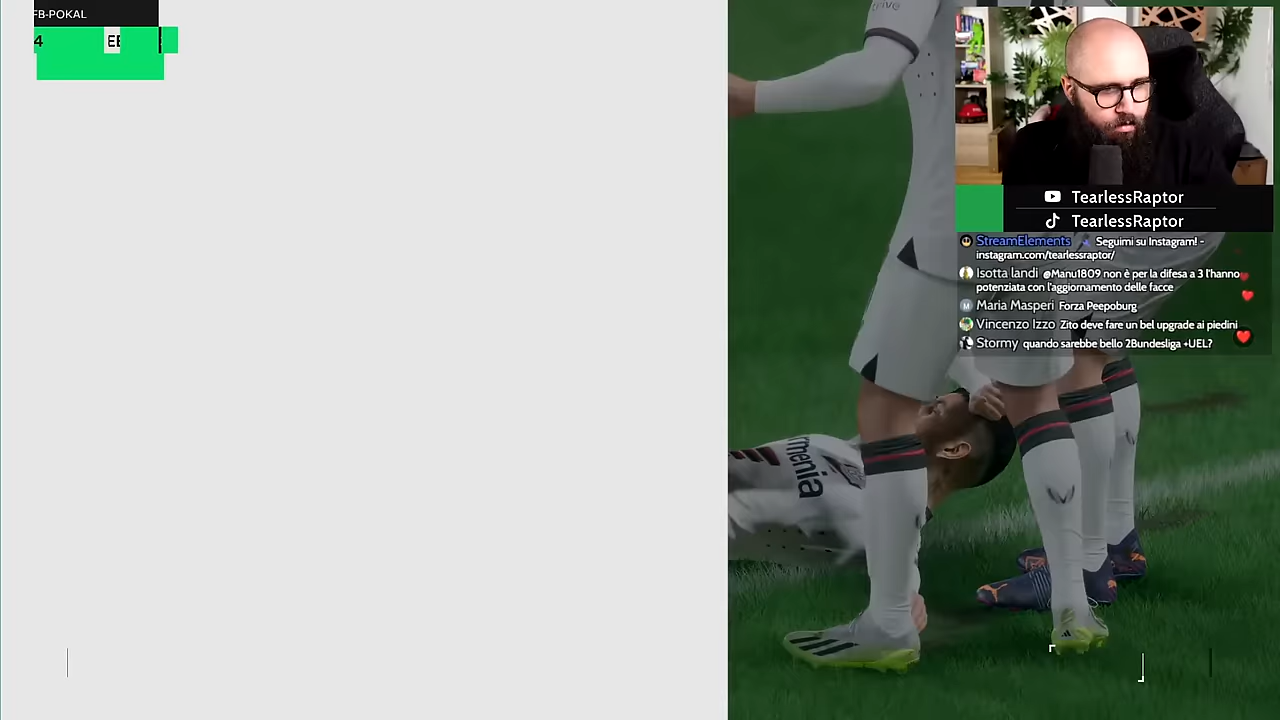 FB-POKAL
4
TearlessRaptor
TearlessRaptor
StreamElements Seguimi su Instagram! -
instagram.com/tearlessraptor/
Isotta landi @Manu1809 non è per la difesa a 3 l'hanno
potenziata con l'aggiornamento delle facce
M Maria Masperi Forza Peepoburg
Vincenzo Izzo Zito deve fare un bel upgrade ai piedini
Stormy quando sarebbe bello 2Bundesliga +UEL?
rmenia